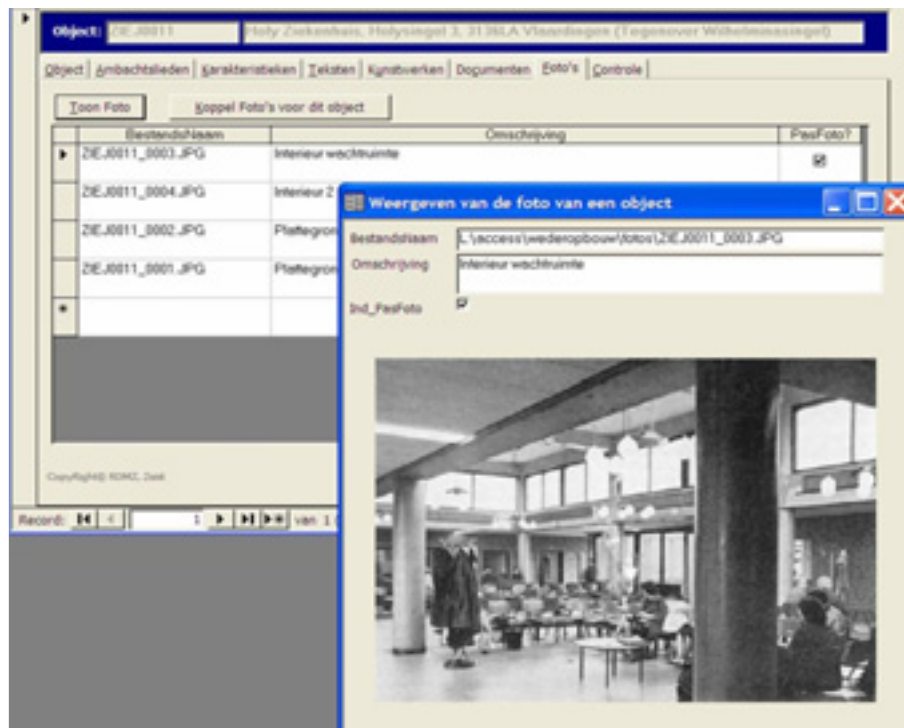 Object: ZIEJ0011 Holy Ziekenhuis, Holysingel 3, 3136LA Vlaardingen (Tegenover Wilhelminasingel)
Object Ambachtslieden Karakteristieken Teksten Kunstwerken Documenten Foto's Controle
Toon Foto Koppel Foto's voor dit object
BestandsNaam Omschrijving PasFoto?
ZIEJ0011_0003.JPG Interieur wachtruimte
ZIEJ0011_0004.JPG Interieur 2
ZIEJ0011_0002.JPG Plattegron
ZIEJ0011_0001.JPG Plattegron
Weergeven van de foto van een object
BestandsNaam L:\access\wederopbouw\fotos\ZIEJ0011_0003.JPG
Omschrijving Interieur wachtruimte
Ind_PasFoto
Copyright©
Record: 1 van 1